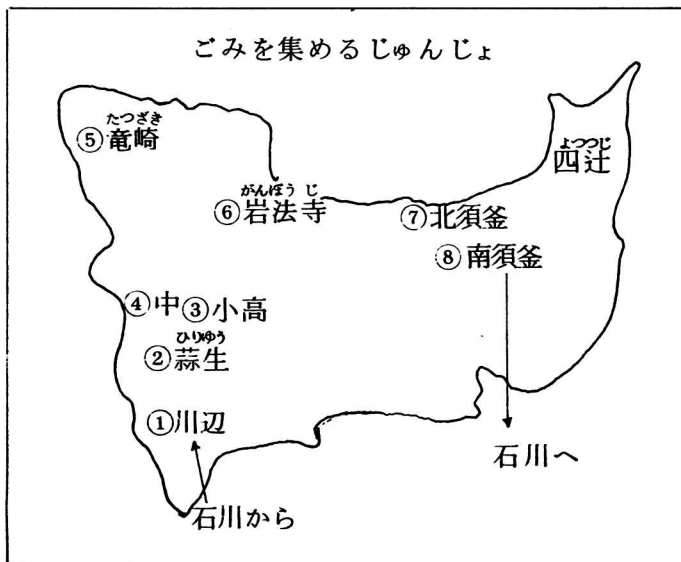 ごみを集めるじゅんじょ
たつざき
⑤竜崎
よつつじ
四辻
がんぼうじ
⑥岩法寺
⑦北須釜
⑧南須釜
④中
③小高
ひりゆう
②蒜生
①川辺
石川へ
石川から